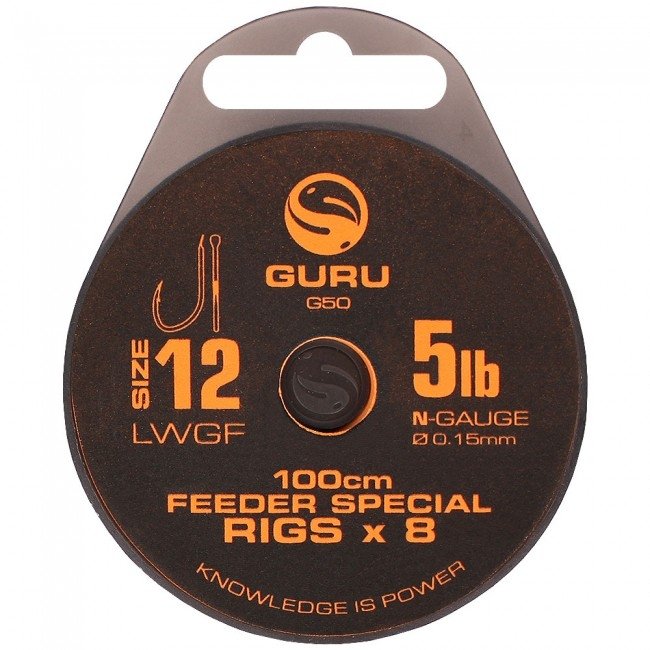 GURU
G50
SIZE 12
LWGF
5lb
N-GAUGE
Ø 0.15mm
100cm
FEEDER SPECIAL
RIGS x 8
KNOWLEDGE IS POWER